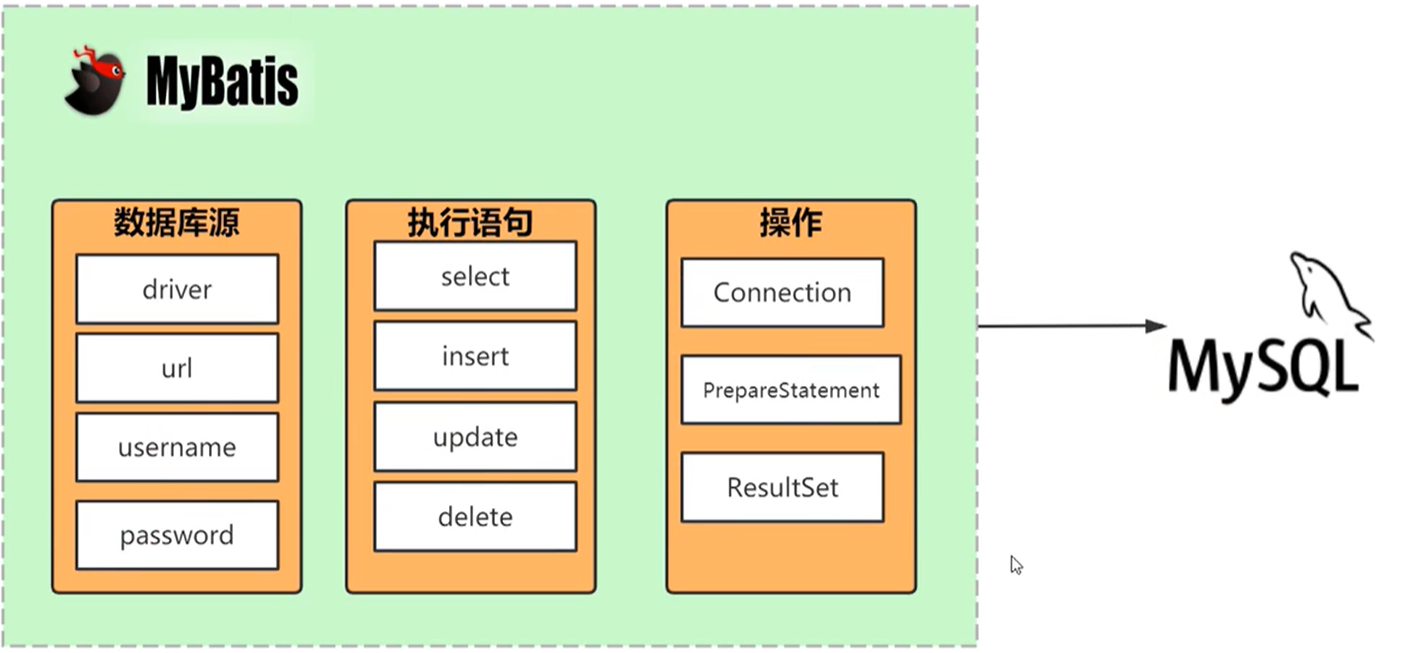 MyBatis
数据库源
driver
url
username
password
执行语句
select
insert
update
delete
操作
Connection
PrepareStatement
ResultSet
MySQL